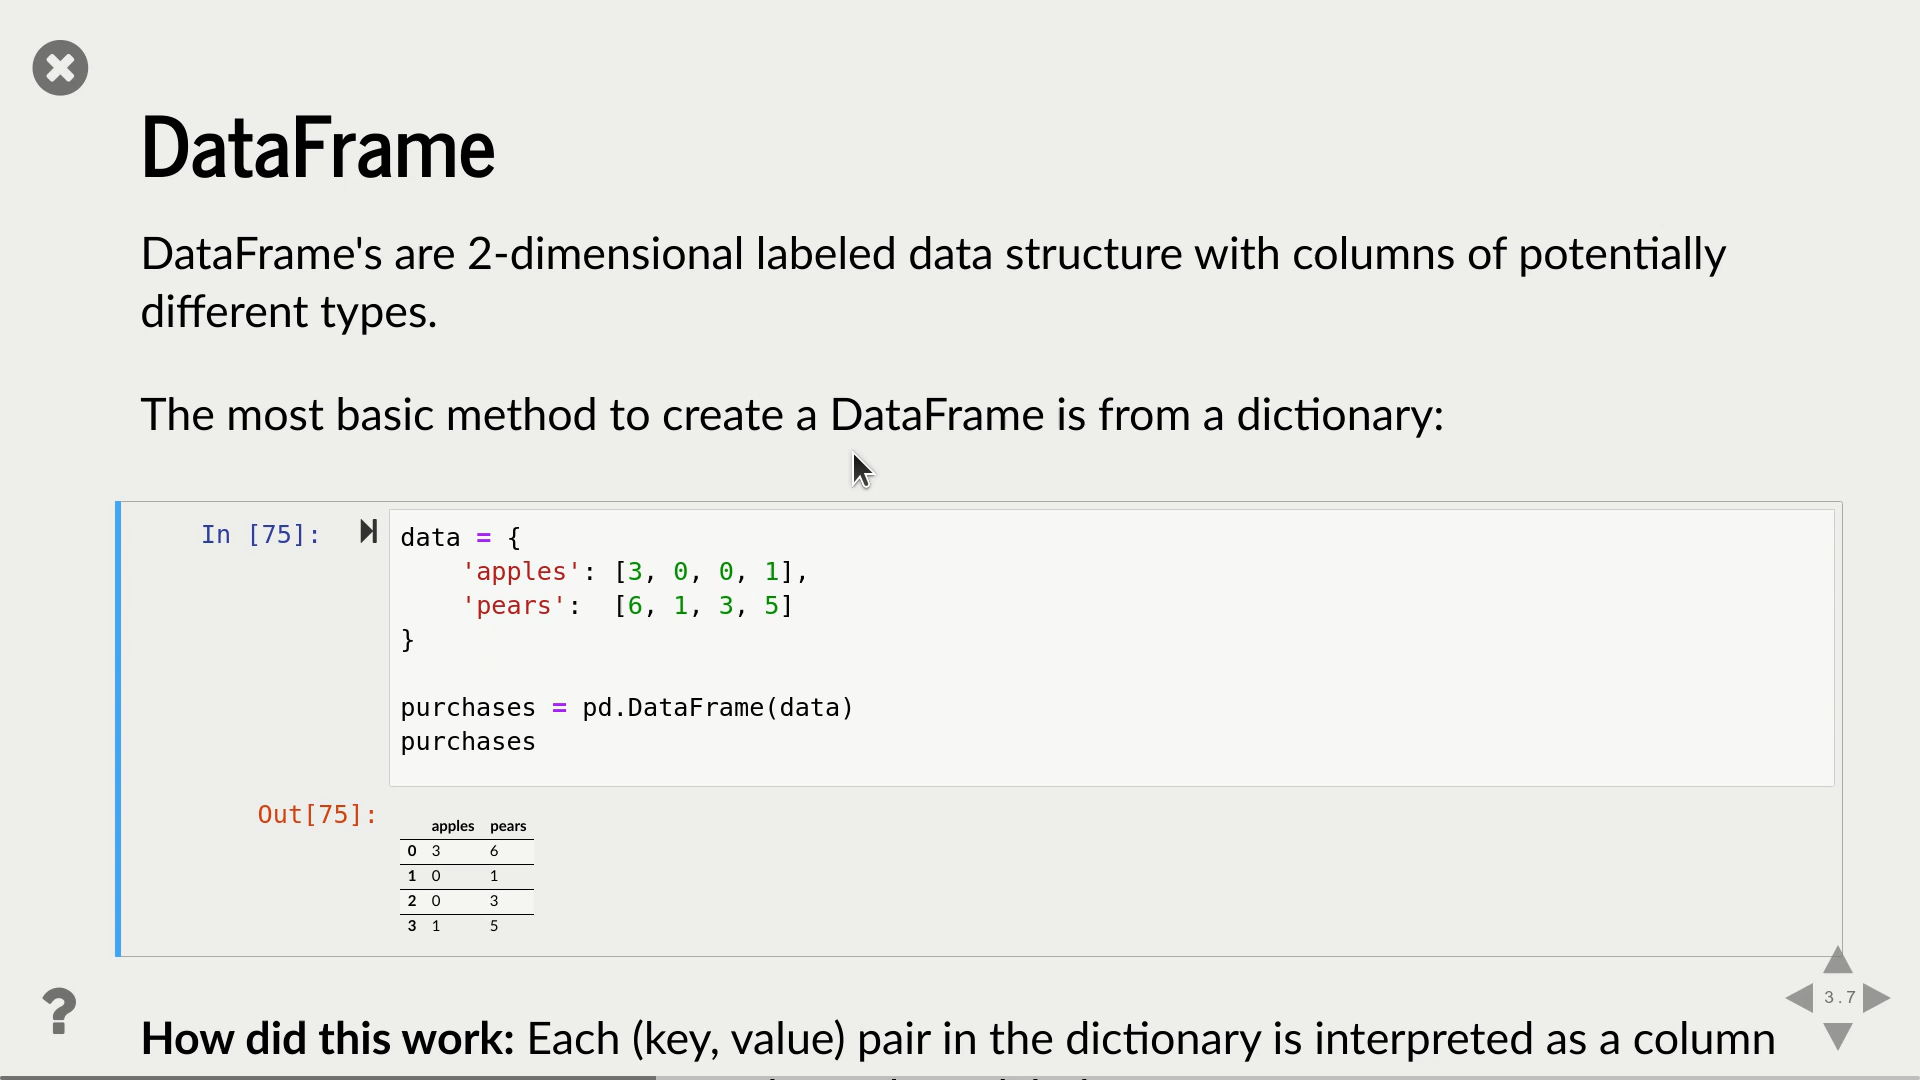 DataFrame
DataFrame's are 2-dimensional labeled data structure with columns of potentially
different types.
The most basic method to create a DataFrame is from a dictionary:
In [75]:
data = {
    'apples': [3, 0, 0, 1],
    'pears':  [6, 1, 3, 5]
}
purchases = pd.DataFrame(data)
purchases
Out[75]:
apples pears
0 3 6
1 0 1
2 0 3
3 1 5
?
3.7
How did this work: Each (key, value) pair in the dictionary is interpreted as a column